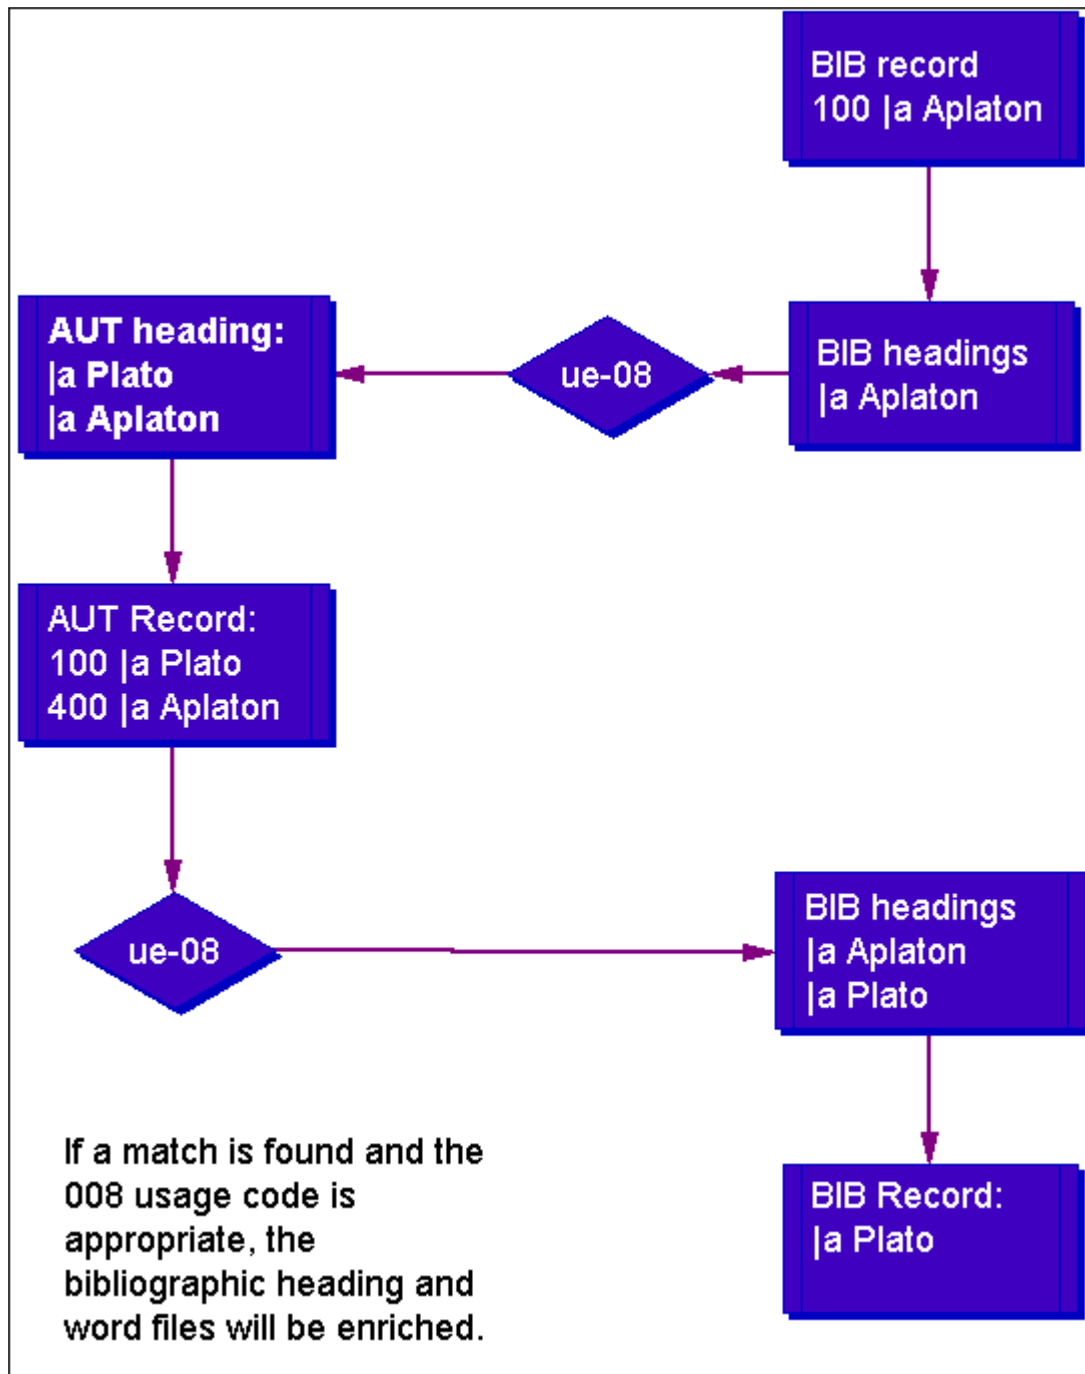 BIB record
100 |a Aplaton
BIB headings
|a Aplaton
ue-08
AUT heading:
|a Plato
|a Aplaton
AUT Record:
100 |a Plato
400 |a Aplaton
ue-08
BIB headings
|a Aplaton
|a Plato
BIB Record:
|a Plato
If a match is found and the
008 usage code is
appropriate, the
bibliographic heading and
word files will be enriched.